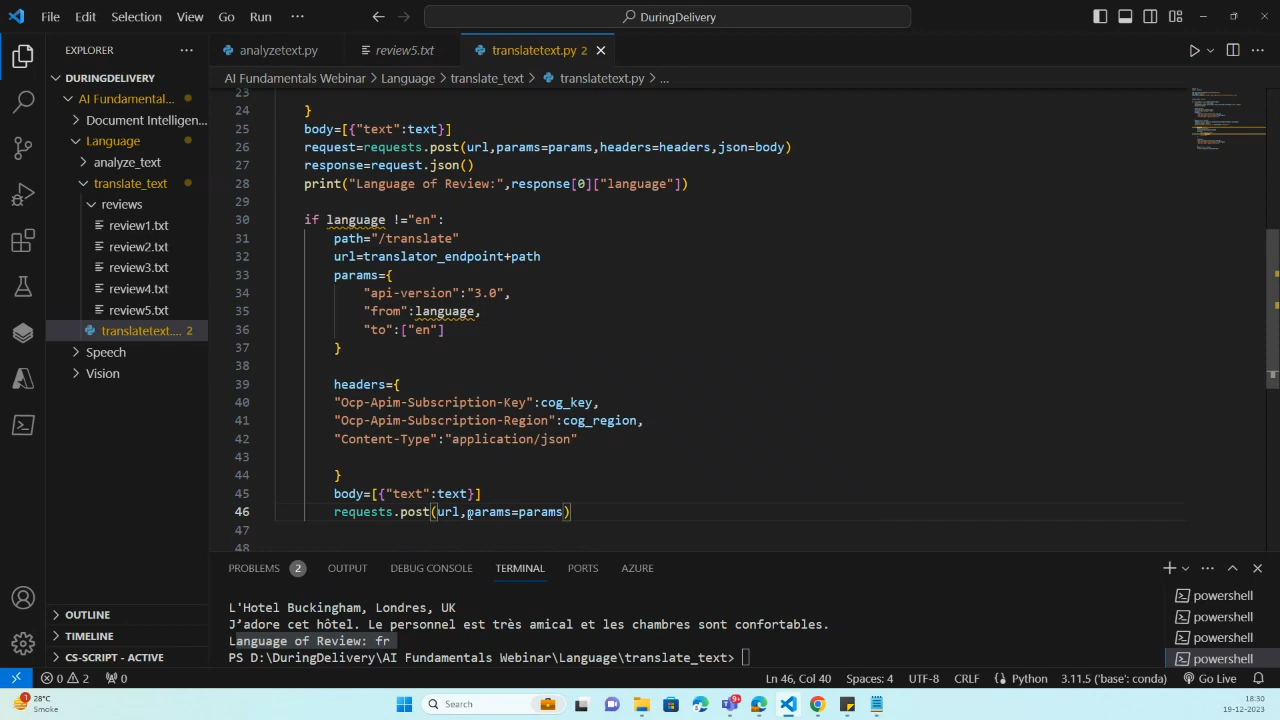 File Edit Selection View Go Run ··· DuringDelivery
EXPLORER ··· analyzetext.py review5.txt translatetext.py 2
DURINGDELIVERY
AI Fundamentals Webinar > Language > translate_text > translatetext.py > ...
AI Fundamental...
Document Intelligen...
Language
analyze_text
translate_text
reviews
review1.txt
review2.txt
review3.txt
review4.txt
review5.txt
translatetext.... 2
Speech
Vision
OUTLINE
TIMELINE
CS-SCRIPT - ACTIVE
23
24 }
25 body=[{"text":text}]
26 request=requests.post(url,params=params,headers=headers,json=body)
27 response=request.json()
28 print("Language of Review:",response[0]["language"])
29
30 if language !="en":
31 path="/translate"
32 url=translator_endpoint+path
33 params={
34 "api-version":"3.0",
35 "from":language,
36 "to":["en"]
37 }
38
39 headers={
40 "Ocp-Apim-Subscription-Key":cog_key,
41 "Ocp-Apim-Subscription-Region":cog_region,
42 "Content-Type":"application/json"
43
44 }
45 body=[{"text":text}]
46 requests.post(url,params=params)
47
48
PROBLEMS 2 OUTPUT DEBUG CONSOLE TERMINAL PORTS AZURE
L'Hotel Buckingham, Londres, UK
J’adore cet hôtel. Le personnel est très amical et les chambres sont confortables.
Language of Review: fr
PS D:\DuringDelivery\AI Fundamentals Webinar\Language\translate_text>
powershell
powershell
powershell
powershell
0 2 0 Ln 46, Col 40 Spaces: 4 UTF-8 CRLF Python 3.11.5 ('base': conda) Go Live
28°C
Smoke
Search
18:30
19-12-2023